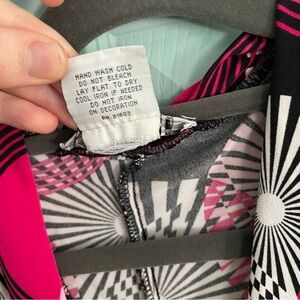 HAND WASH COLD
DO NOT BLEACH
LAY FLAT TO DRY
COOL IRON IF NEEDED
DO NOT IRON
ON DECORATION
RN 51603